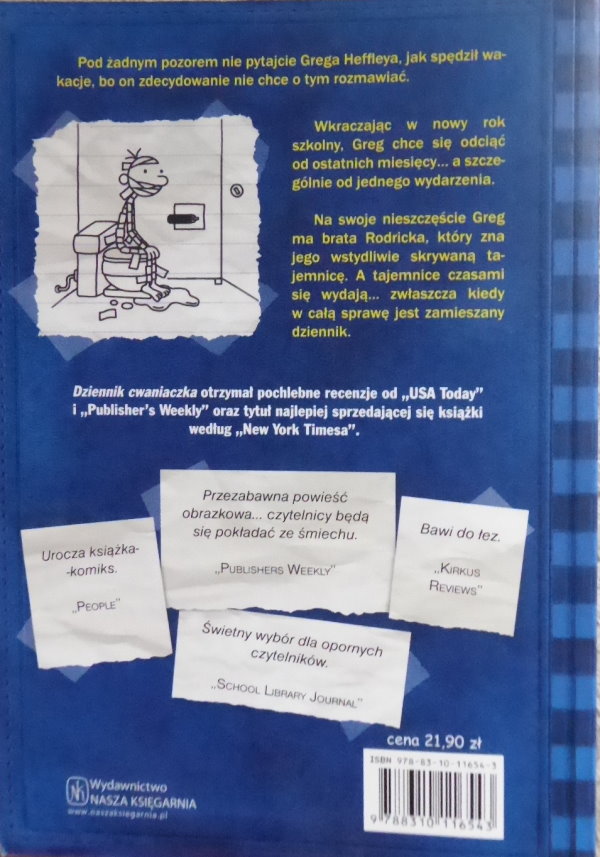 Pod żadnym pozorem nie pytajcie Grega Heffleya, jak spędził wa-
kacje, bo on zdecydowanie nie chce o tym rozmawiać.
Wkraczając w nowy rok
szkolny, Greg chce się odciąć
od ostatnich miesięcy... a szcze-
gólnie od jednego wydarzenia.
Na swoje nieszczęście Greg
ma brata Rodricka, który zna
jego wstydliwie skrywaną ta-
jemnicę. A tajemnice czasami
się wydają... zwłaszcza kiedy
w całą sprawę jest zamieszany
dziennik.
Dziennik cwaniaczka otrzymał pochlebne recenzje od „USA Today”
i „Publisher's Weekly” oraz tytuł najlepiej sprzedającej się książki
według „New York Timesa”.
Urocza książka-
-komiks.
„People”
Przezabawna powieść
obrazkowa... czytelnicy będą
się pokładać ze śmiechu.
„Publishers Weekly”
Bawi do łez.
„Kirkus
Reviews”
Świetny wybór dla opornych
czytelników.
„School Library Journal”
cena 21,90 zł
ISBN 978-83-10-11654-3
9 788310 116543
Wydawnictwo
NASZA KSIĘGARNIA
www.naszaksiegarnia.pl